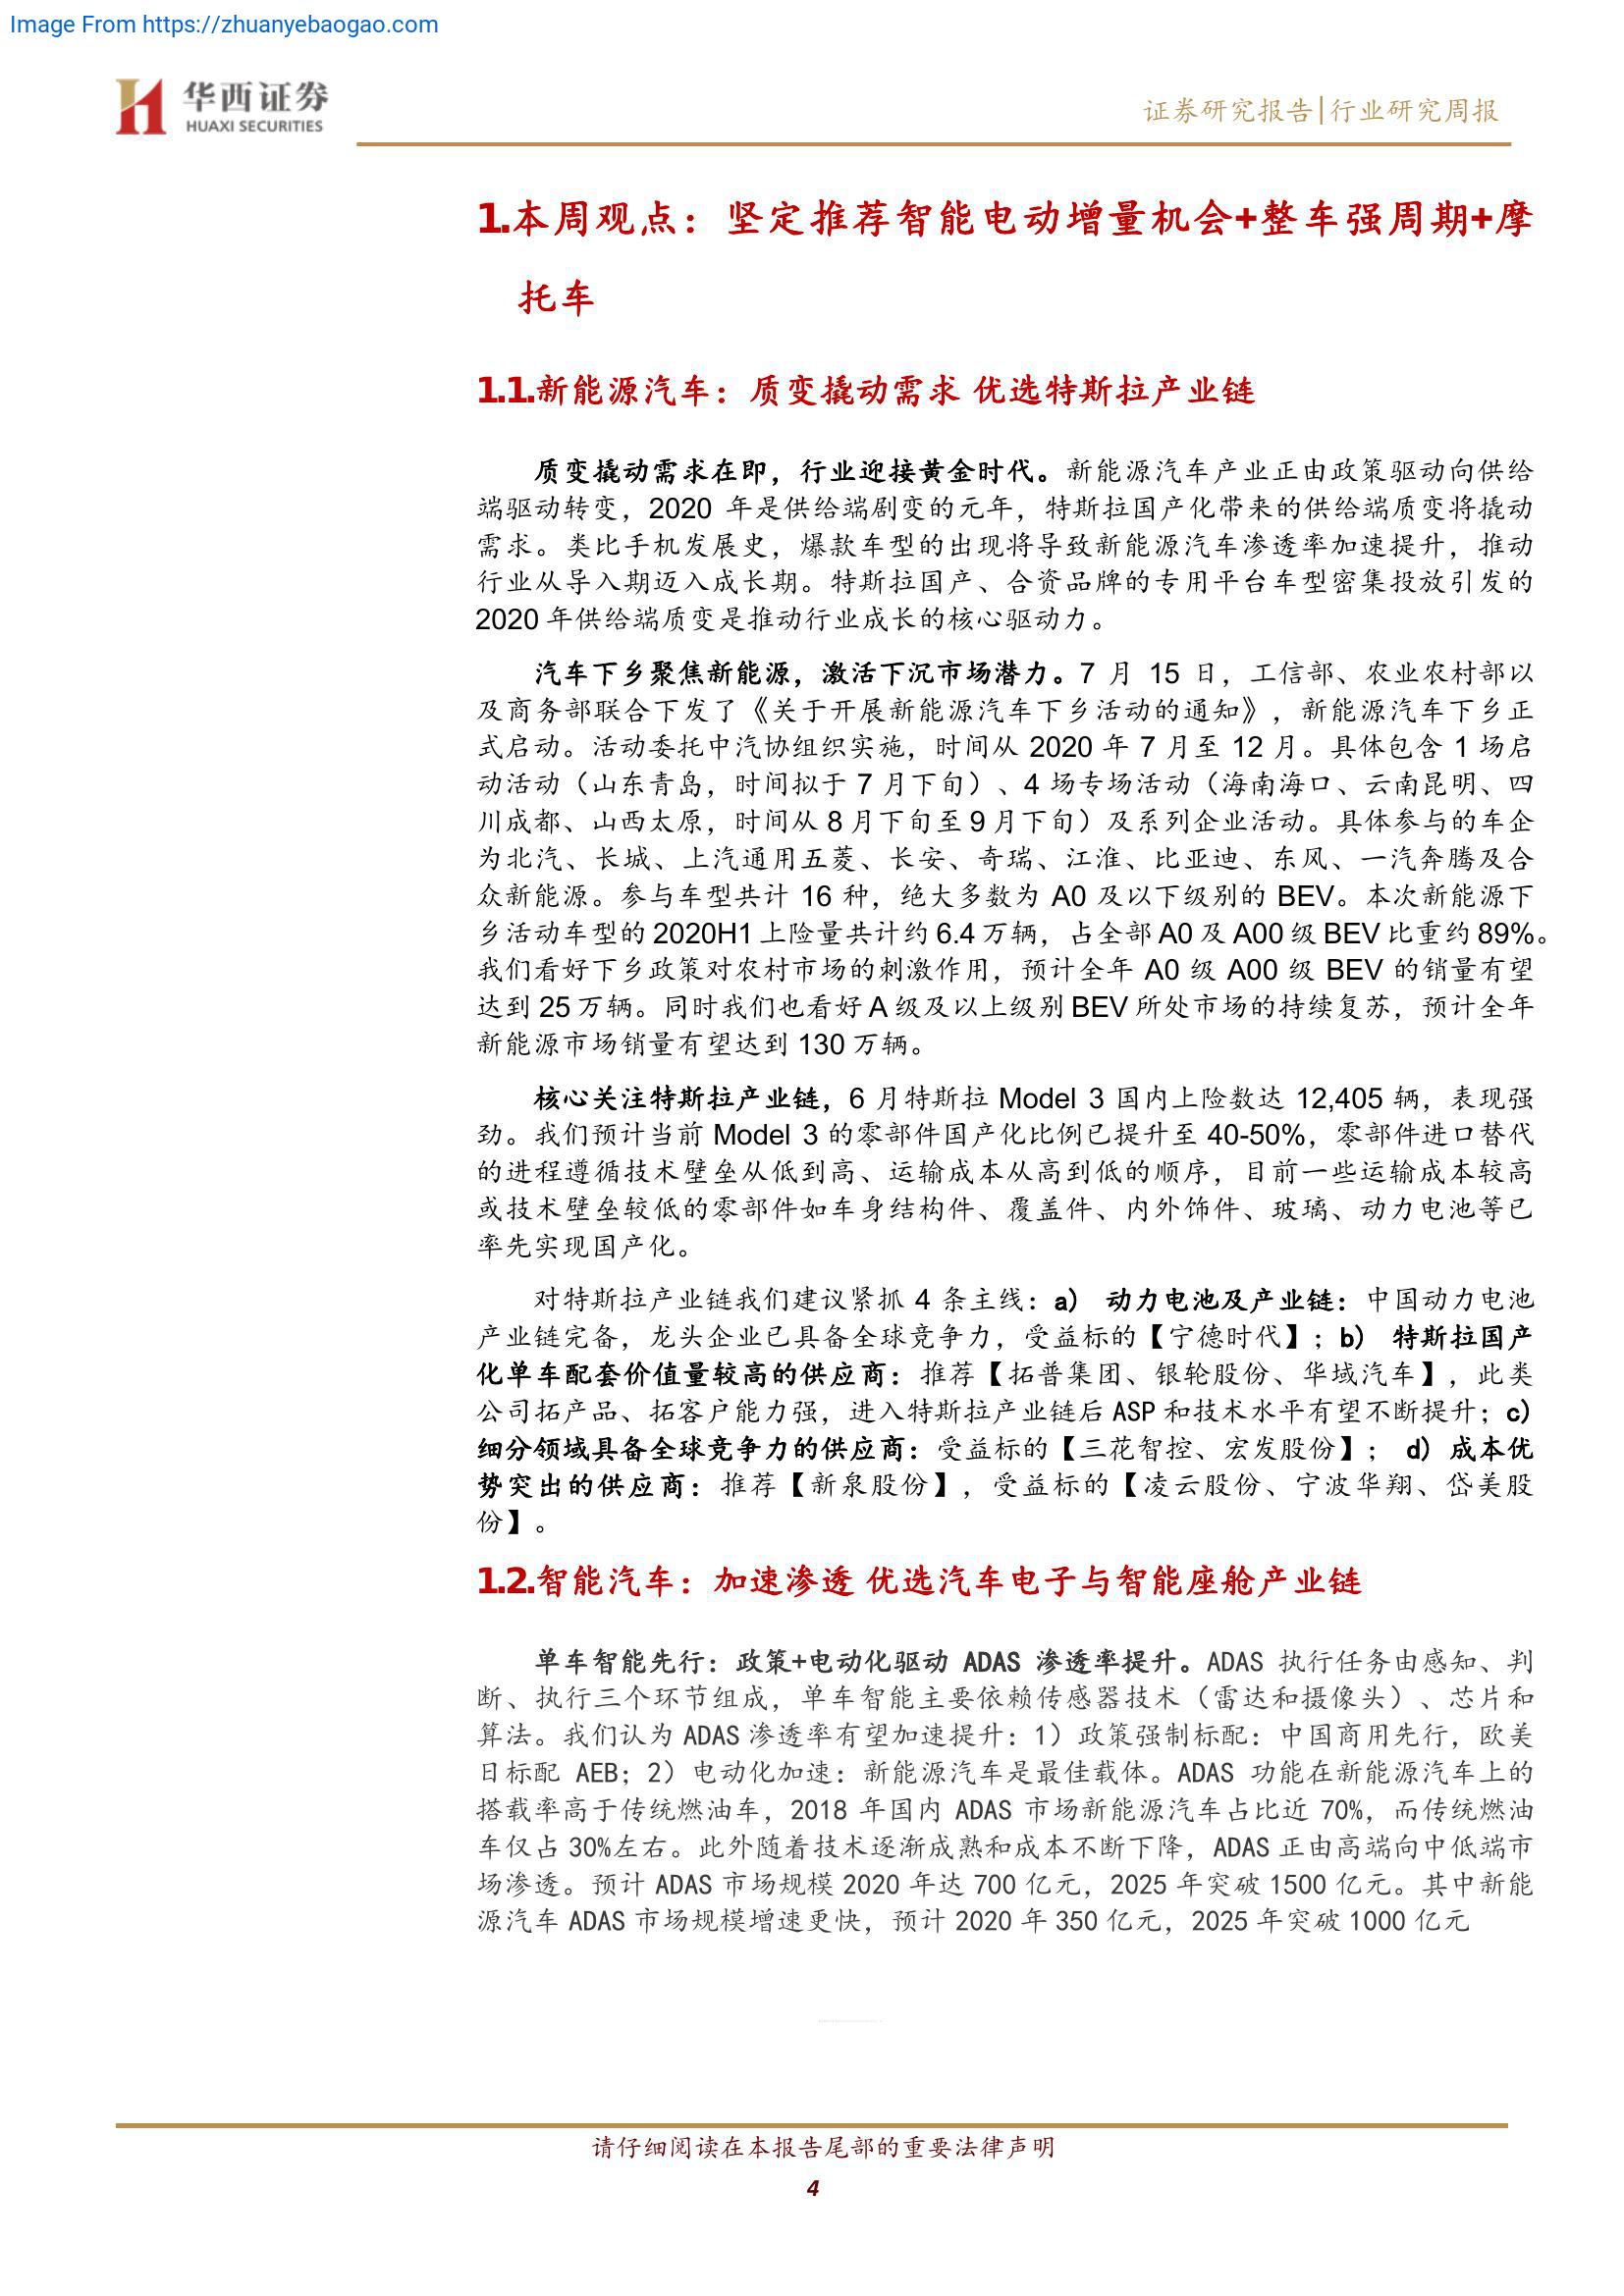 Image From https://zhuanyebaogao.com
华西证券
HUAXI SECURITIES
证券研究报告|行业研究周报
1.本周观点：坚定推荐智能电动增量机会+整车强周期+摩
托车
1.1.新能源汽车：质变撬动需求 优选特斯拉产业链
质变撬动需求在即，行业迎接黄金时代。新能源汽车产业正由政策驱动向供给
端驱动转变，2020 年是供给端剧变的元年，特斯拉国产化带来的供给端质变将撬动
需求。类比手机发展史，爆款车型的出现将导致新能源汽车渗透率加速提升，推动
行业从导入期迈入成长期。特斯拉国产、合资品牌的专用平台车型密集投放引发的
2020 年供给端质变是推动行业成长的核心驱动力。
汽车下乡聚焦新能源，激活下沉市场潜力。7 月 15 日，工信部、农业农村部以
及商务部联合下发了《关于开展新能源汽车下乡活动的通知》，新能源汽车下乡正
式启动。活动委托中汽协组织实施，时间从 2020 年 7 月至 12 月。具体包含 1 场启
动活动（山东青岛，时间拟于 7 月下旬）、4 场专场活动（海南海口、云南昆明、四
川成都、山西太原，时间从 8 月下旬至 9 月下旬）及系列企业活动。具体参与的车企
为北汽、长城、上汽通用五菱、长安、奇瑞、江淮、比亚迪、东风、一汽奔腾及合
众新能源。参与车型共计 16 种，绝大多数为 A0 及以下级别的 BEV。本次新能源下
乡活动车型的 2020H1 上险量共计约 6.4 万辆，占全部 A0 及 A00 级 BEV 比重约 89%。
我们看好下乡政策对农村市场的刺激作用，预计全年 A0 级 A00 级 BEV 的销量有望
达到 25 万辆。同时我们也看好 A 级及以上级别 BEV 所处市场的持续复苏，预计全年
新能源市场销量有望达到 130 万辆。
核心关注特斯拉产业链，6 月特斯拉 Model 3 国内上险数达 12,405 辆，表现强
劲。我们预计当前 Model 3 的零部件国产化比例已提升至 40-50%，零部件进口替代
的进程遵循技术壁垒从低到高、运输成本从高到低的顺序，目前一些运输成本较高
或技术壁垒较低的零部件如车身结构件、覆盖件、内外饰件、玻璃、动力电池等已
率先实现国产化。
对特斯拉产业链我们建议紧抓 4 条主线：a） 动力电池及产业链：中国动力电池
产业链完备，龙头企业已具备全球竞争力，受益标的【宁德时代】；b） 特斯拉国产
化单车配套价值量较高的供应商：推荐【拓普集团、银轮股份、华域汽车】，此类
公司拓产品、拓客户能力强，进入特斯拉产业链后 ASP 和技术水平有望不断提升；c）
细分领域具备全球竞争力的供应商：受益标的【三花智控、宏发股份】； d）成本优
势突出的供应商：推荐【新泉股份】，受益标的【凌云股份、宁波华翔、岱美股
份】。
1.2.智能汽车：加速渗透 优选汽车电子与智能座舱产业链
单车智能先行：政策+电动化驱动 ADAS 渗透率提升。ADAS 执行任务由感知、判
断、执行三个环节组成，单车智能主要依赖传感器技术（雷达和摄像头）、芯片和
算法。我们认为 ADAS 渗透率有望加速提升：1）政策强制标配：中国商用先行，欧美
日标配 AEB；2）电动化加速：新能源汽车是最佳载体。ADAS 功能在新能源汽车上的
搭载率高于传统燃油车，2018 年国内 ADAS 市场新能源汽车占比近 70%，而传统燃油
车仅占 30%左右。此外随着技术逐渐成熟和成本不断下降，ADAS 正由高端向中低端市
场渗透。预计 ADAS 市场规模 2020 年达 700 亿元，2025 年突破 1500 亿元。其中新能
源汽车 ADAS 市场规模增速更快，预计 2020 年 350 亿元，2025 年突破 1000 亿元
请仔细阅读在本报告尾部的重要法律声明
4